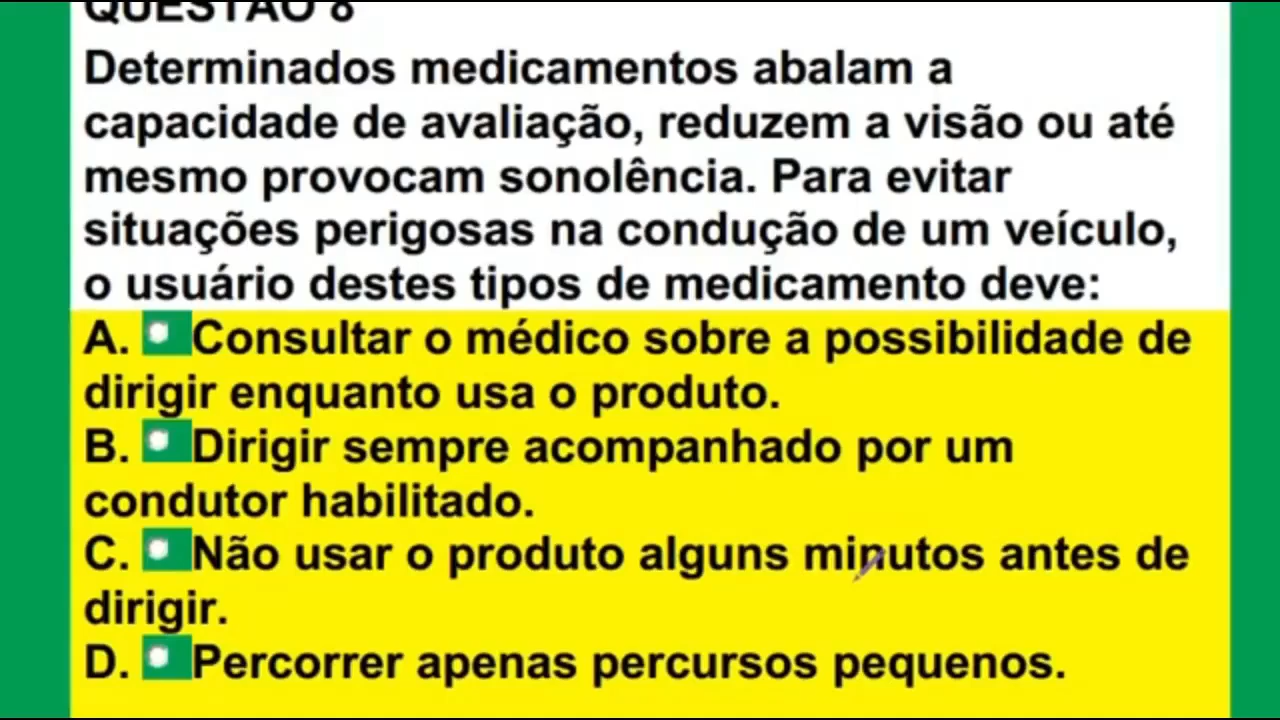 QUESTÃO 8
Determinados medicamentos abalam a
capacidade de avaliação, reduzem a visão ou até
mesmo provocam sonolência. Para evitar
situações perigosas na condução de um veículo,
o usuário destes tipos de medicamento deve:
A. Consultar o médico sobre a possibilidade de
dirigir enquanto usa o produto.
B. Dirigir sempre acompanhado por um
condutor habilitado.
C. Não usar o produto alguns minutos antes de
dirigir.
D. Percorrer apenas percursos pequenos.